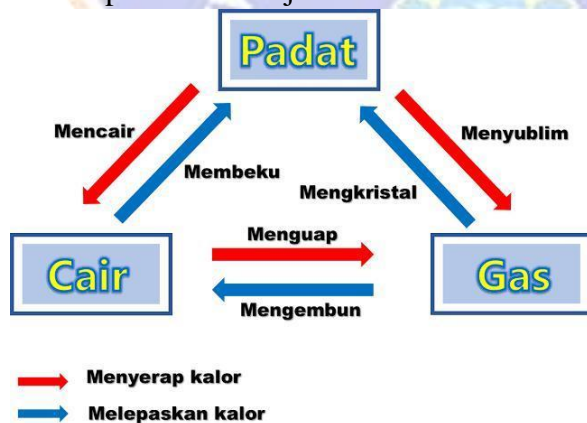 Padat
Mencair
Menyublim
Membeku
Mengkristal
Menguap
Cair
Gas
Mengembun
Menyerap kalor
Melepaskan kalor